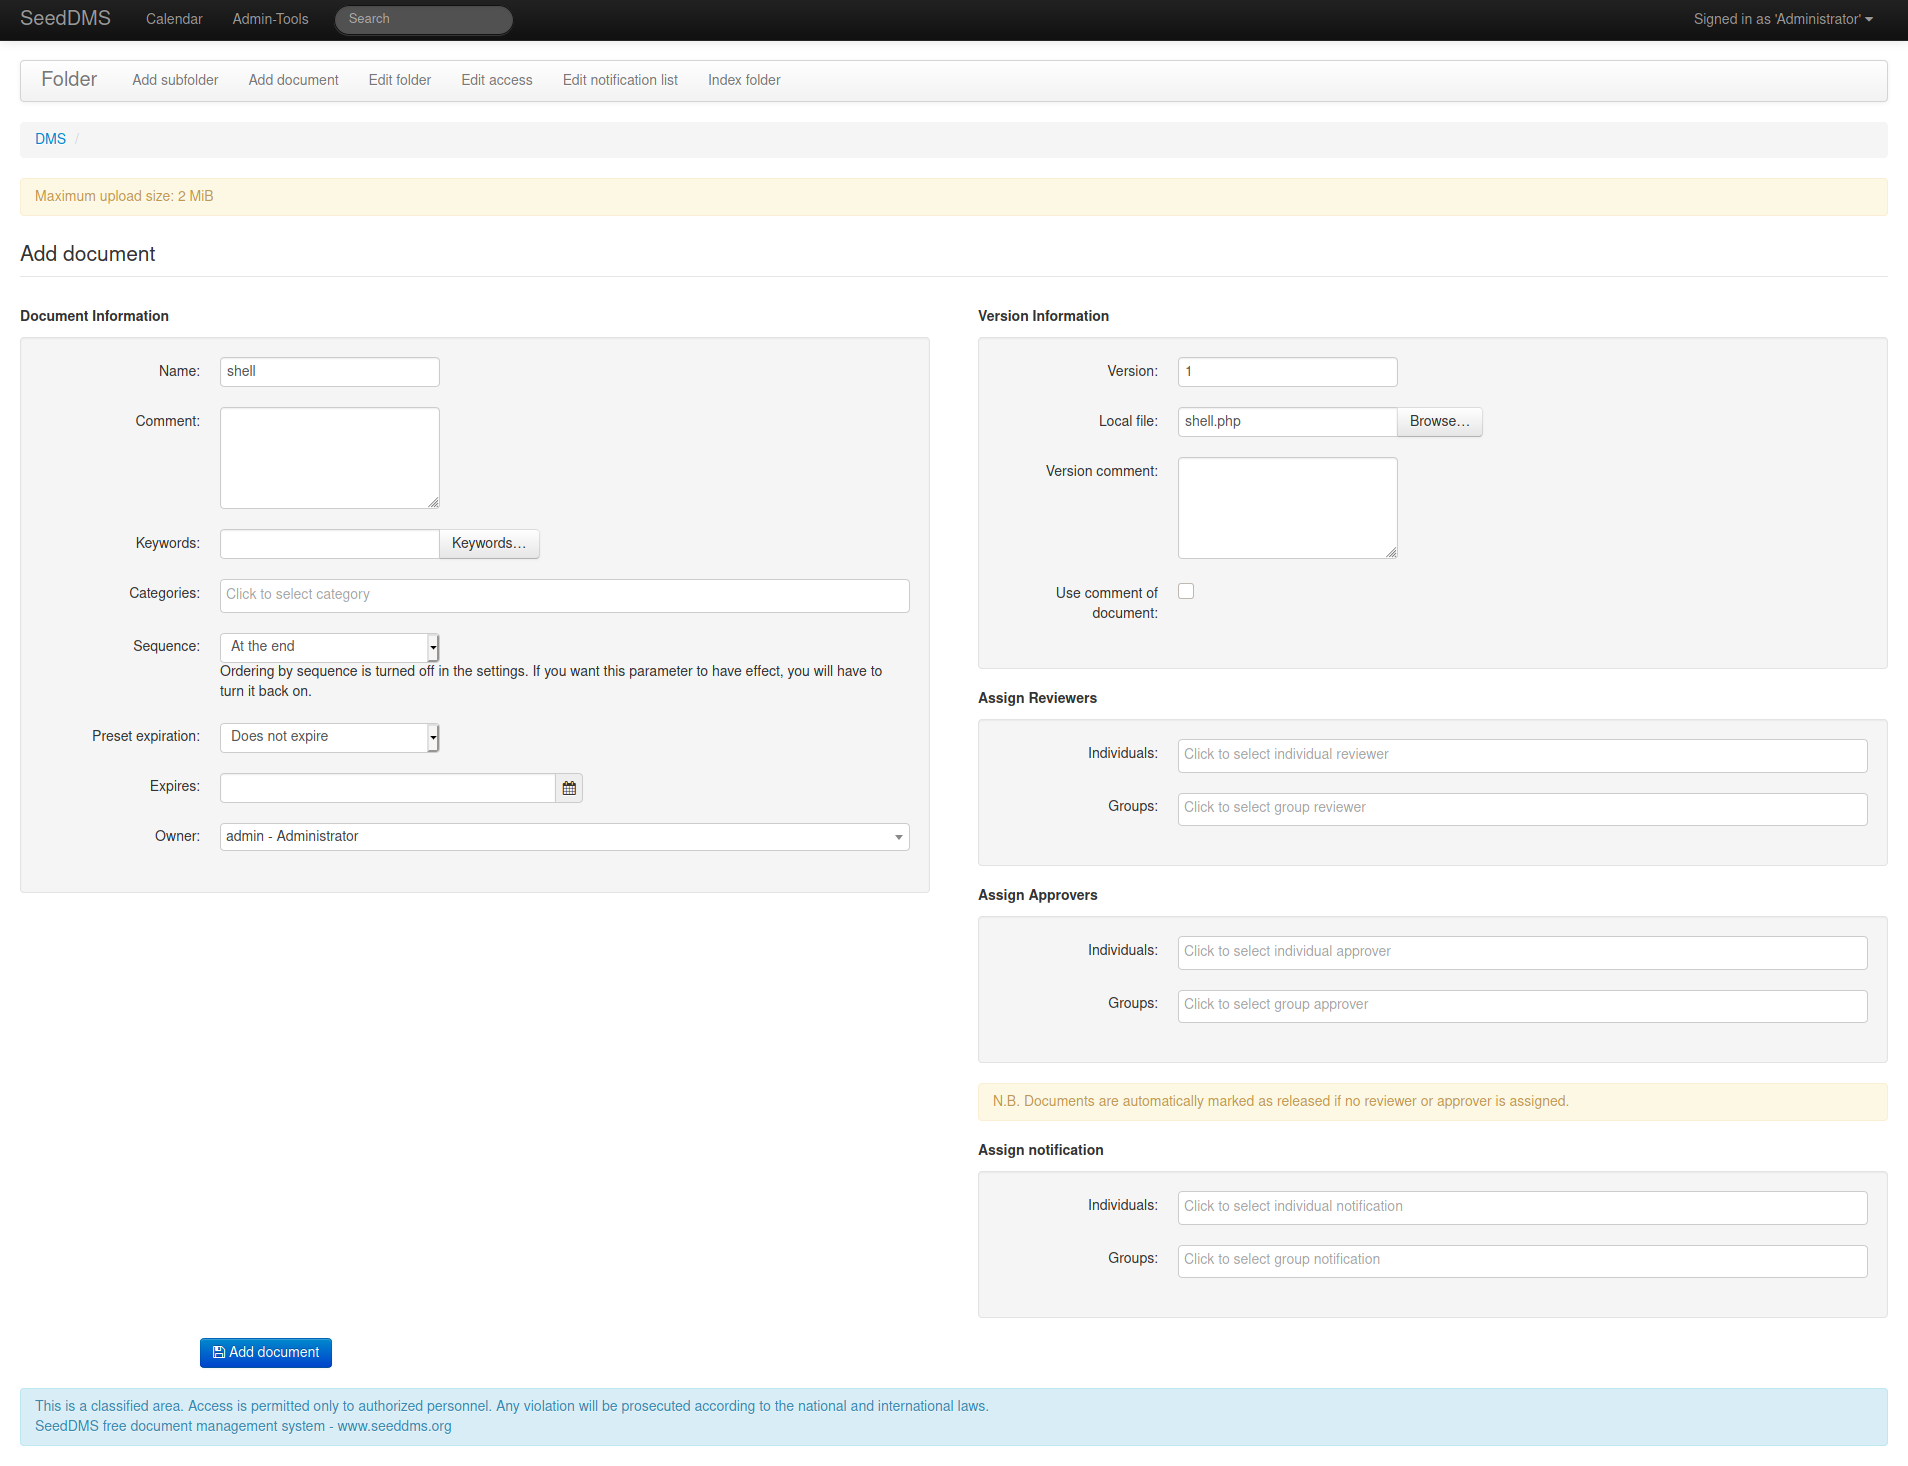 SeedDMS Calendar Admin-Tools Search Signed in as 'Administrator'
Folder Add subfolder Add document Edit folder Edit access Edit notification list Index folder
DMS /
Maximum upload size: 2 MiB
Add document
Document Information
Name: shell
Comment:
Keywords: Keywords...
Categories: Click to select category
Sequence: At the end
Ordering by sequence is turned off in the settings. If you want this parameter to have effect, you will have to
turn it back on.
Preset expiration: Does not expire
Expires:
Owner: admin - Administrator
Version Information
Version: 1
Local file: shell.php Browse...
Version comment:
Use comment of
document:
Assign Reviewers
Individuals: Click to select individual reviewer
Groups: Click to select group reviewer
Assign Approvers
Individuals: Click to select individual approver
Groups: Click to select group approver
N.B. Documents are automatically marked as released if no reviewer or approver is assigned.
Assign notification
Individuals: Click to select individual notification
Groups: Click to select group notification
Add document
This is a classified area. Access is permitted only to authorized personnel. Any violation will be prosecuted according to the national and international laws.
SeedDMS free document management system - www.seeddms.org